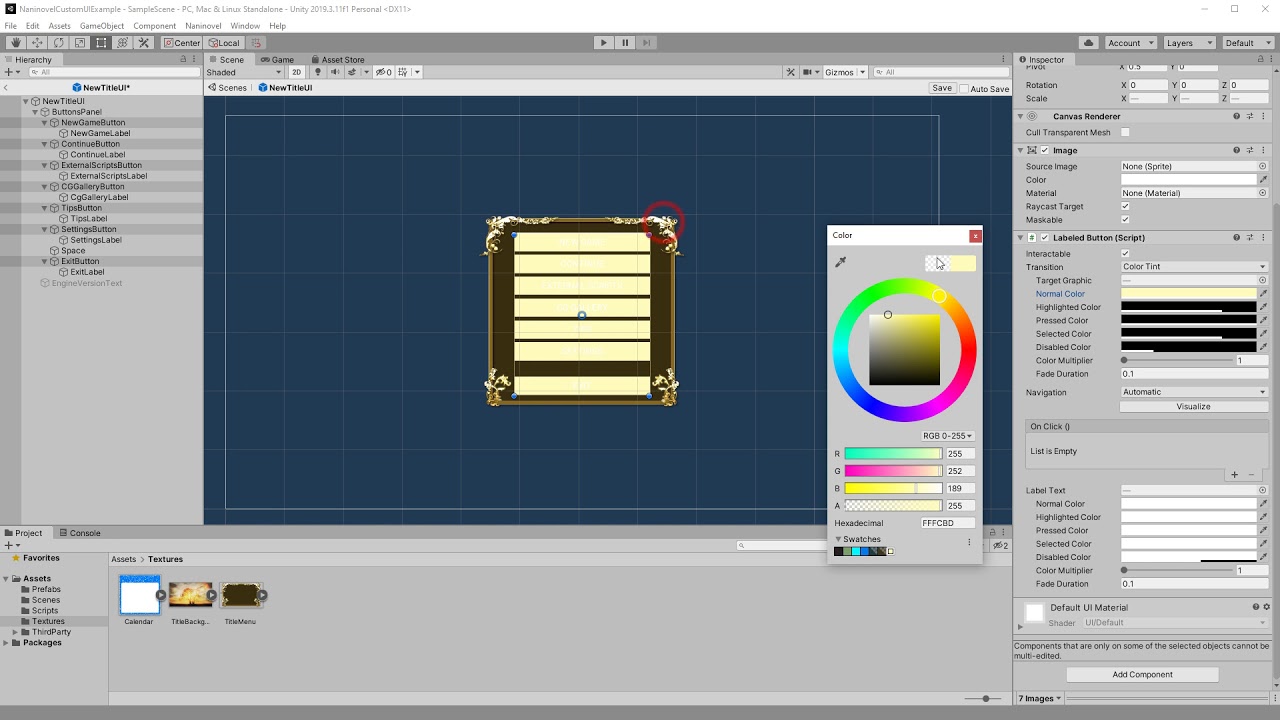 NaninovelCustomUIExample - SampleScene - PC, Mac & Linux Standalone - Unity 2019.3.11f1 Personal <DX11>
File Edit Assets GameObject Component Naninovel Window Help
Center Local Account Layers Default
Hierarchy
All
NewTitleUI*
NewTitleUI
ButtonsPanel
NewGameButton
NewGameLabel
ContinueButton
ContinueLabel
ExternalScriptsButton
ExternalScriptsLabel
CGGalleryButton
CgGalleryLabel
TipsButton
TipsLabel
SettingsButton
SettingsLabel
Space
ExitButton
ExitLabel
EngineVersionText
Scene Game Asset Store
Shaded 2D 0 Gizmos All
Scenes NewTitleUI Save Auto Save
Color
RGB 0-255
R 255
G 252
B 189
A 255
Hexadecimal FFFCBD
Swatches
Inspector
Pivot X 0.5 Y 0
Rotation X 0 Y 0 Z 0
Scale X — Y — Z —
Canvas Renderer
Cull Transparent Mesh
Image
Source Image None (Sprite)
Color
Material None (Material)
Raycast Target
Maskable
Labeled Button (Script)
Interactable
Transition Color Tint
Target Graphic —
Normal Color
Highlighted Color
Pressed Color
Selected Color
Disabled Color
Color Multiplier 1
Fade Duration 0.1
Navigation Automatic
Visualize
On Click ()
List is Empty
Label Text —
Normal Color
Highlighted Color
Pressed Color
Selected Color
Disabled Color
Color Multiplier 1
Fade Duration 0.1
Default UI Material
Shader UI/Default
Components that are only on some of the selected objects cannot be
multi-edited.
Add Component
7 Images
Project Console
2
Favorites
Assets
Prefabs
Scenes
Scripts
Textures
ThirdParty
Packages
Assets > Textures
Calendar TitleBackg... TitleMenu